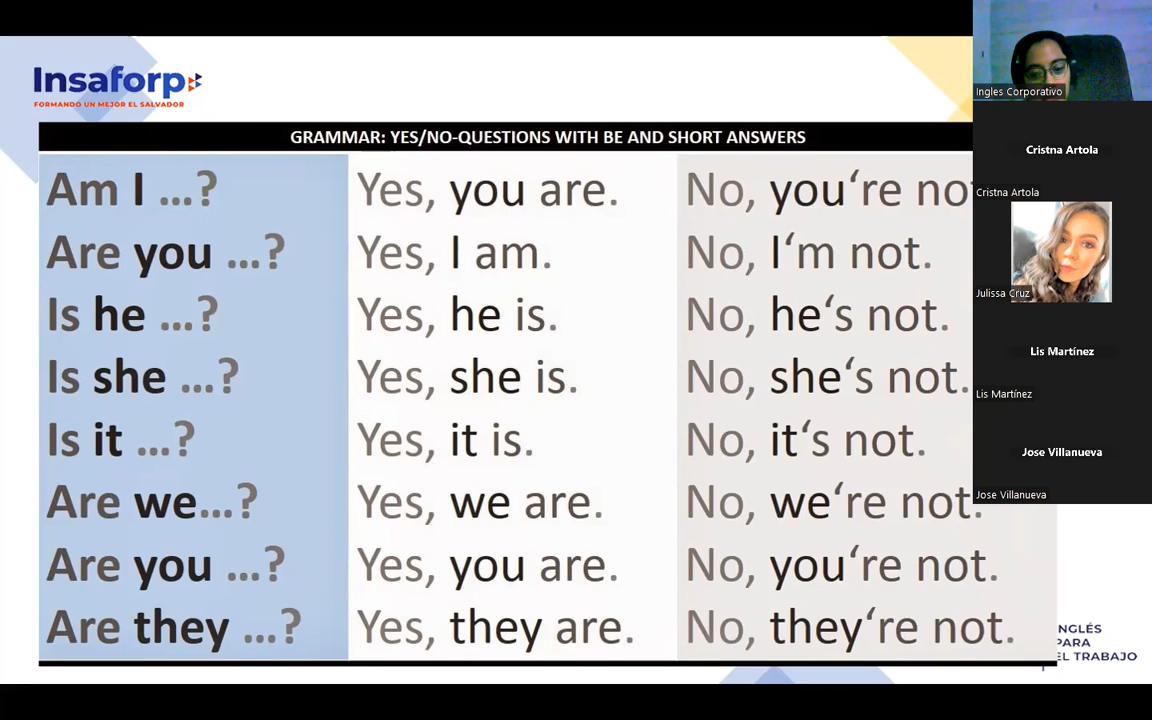 Insaforp
FORMANDO UN MEJOR EL SALVADOR
GRAMMAR: YES/NO-QUESTIONS WITH BE AND SHORT ANSWERS
Am I ...? Yes, you are. No, you‘re no
Are you ...? Yes, I am. No, I‘m not.
Is he ...? Yes, he is. No, he‘s not.
Is she ...? Yes, she is. No, she‘s not.
Is it ...? Yes, it is. No, it‘s not.
Are we...? Yes, we are. No, we‘re not.
Are you ...? Yes, you are. No, you‘re not.
Are they ...? Yes, they are. No, they‘re not.
Ingles Corporativo
Cristna Artola
Cristna Artola
Julissa Cruz
Lis Martínez
Lis Martínez
Jose Villanueva
Jose Villanueva
NGLÉS
PARA
EL TRABAJO